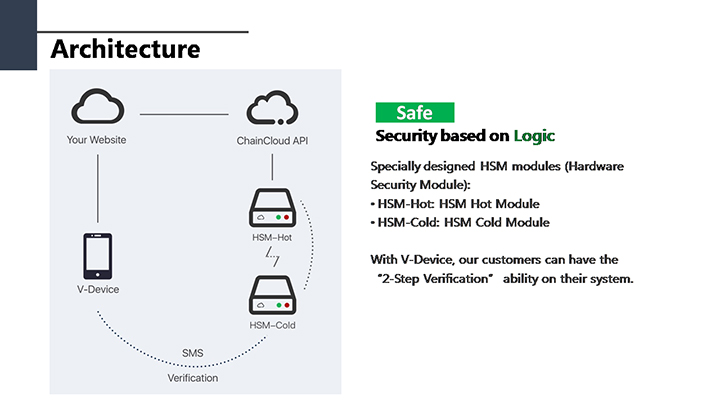 Architecture
Your Website
ChainCloud API
HSM-Hot
V-Device
HSM-Cold
SMS
Verification
Safe
Security based on Logic
Specially designed HSM modules (Hardware
Security Module):
• HSM-Hot: HSM Hot Module
• HSM-Cold: HSM Cold Module
With V-Device, our customers can have the
“2-Step Verification” ability on their system.